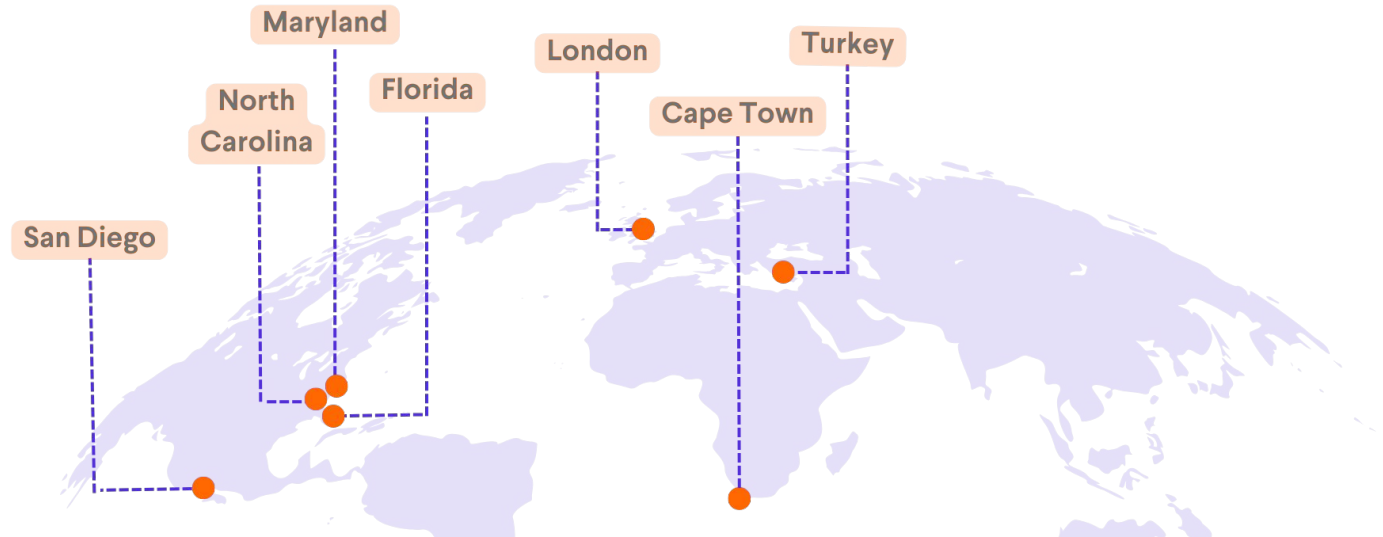 Maryland
London
Turkey
North
Carolina
Florida
Cape Town
San Diego